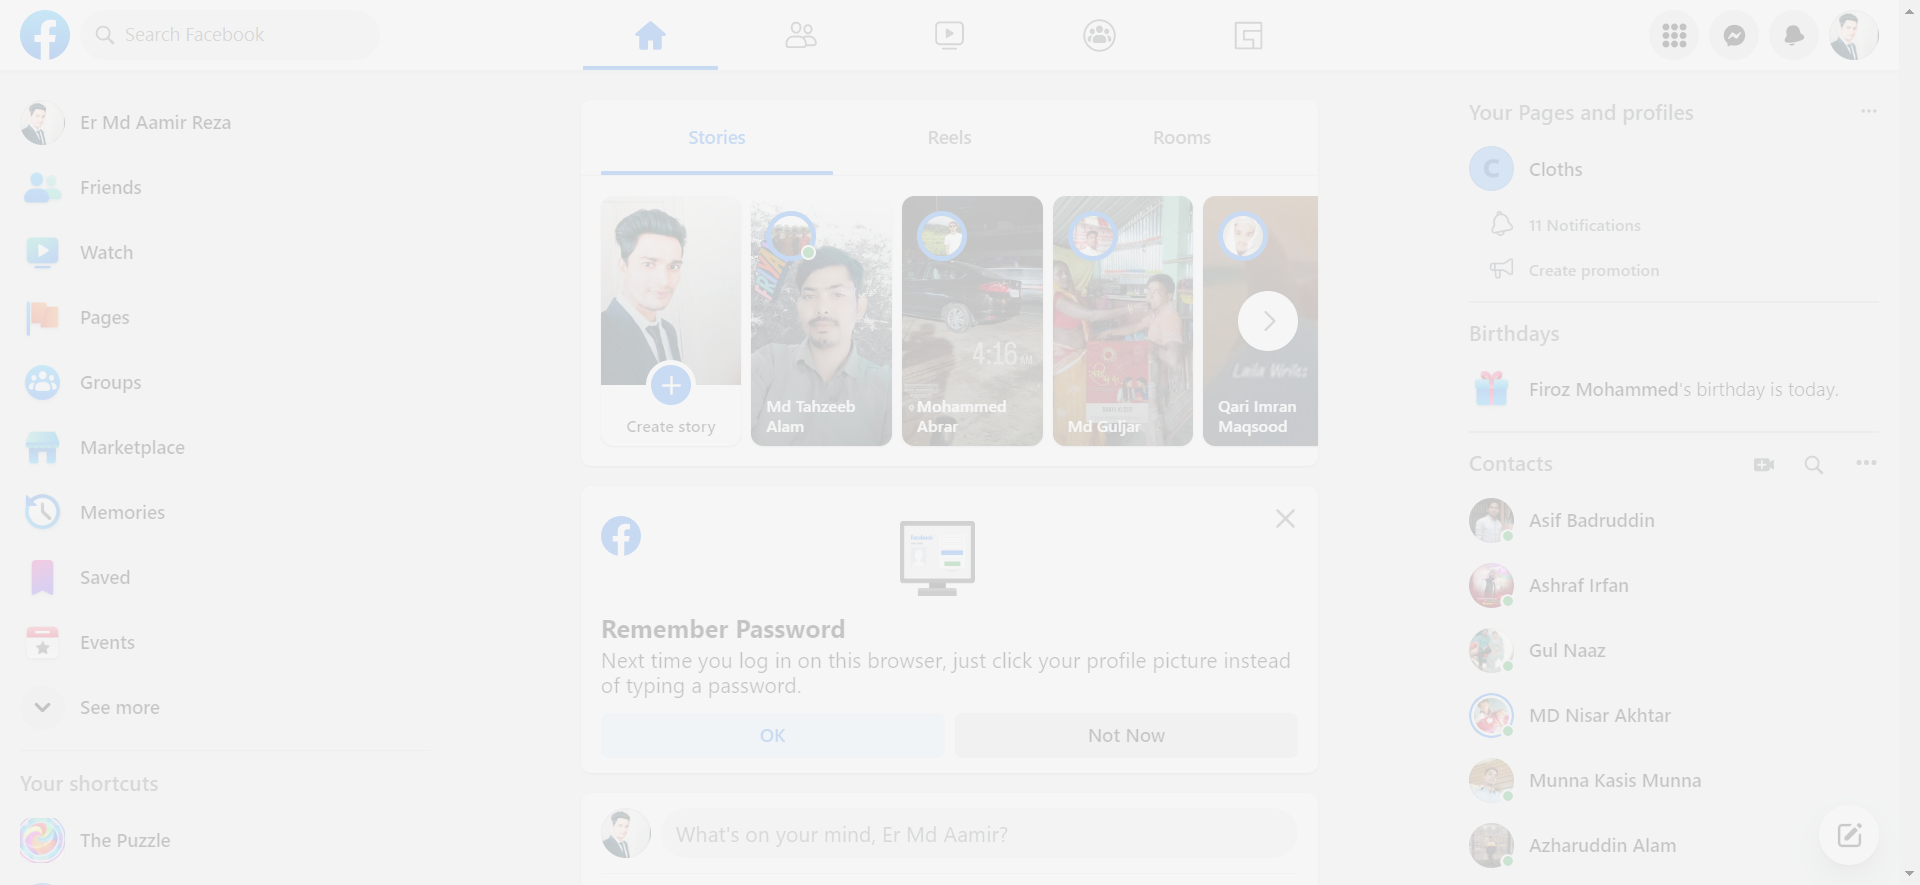 Search Facebook
Er Md Aamir Reza
Friends
Watch
Pages
Groups
Marketplace
Memories
Saved
Events
See more
Your shortcuts
The Puzzle
Stories
Reels
Rooms
Create story
Md Tahzeeb
Alam
4:16 AM
Mohammed
Abrar
Md Guljar
Laila Writes
Qari Imran
Maqsood
Remember Password
Next time you log in on this browser, just click your profile picture instead
of typing a password.
OK
Not Now
What's on your mind, Er Md Aamir?
Your Pages and profiles
C
Cloths
11 Notifications
Create promotion
Birthdays
Firoz Mohammed's birthday is today.
Contacts
Asif Badruddin
Ashraf Irfan
Gul Naaz
MD Nisar Akhtar
Munna Kasis Munna
Azharuddin Alam